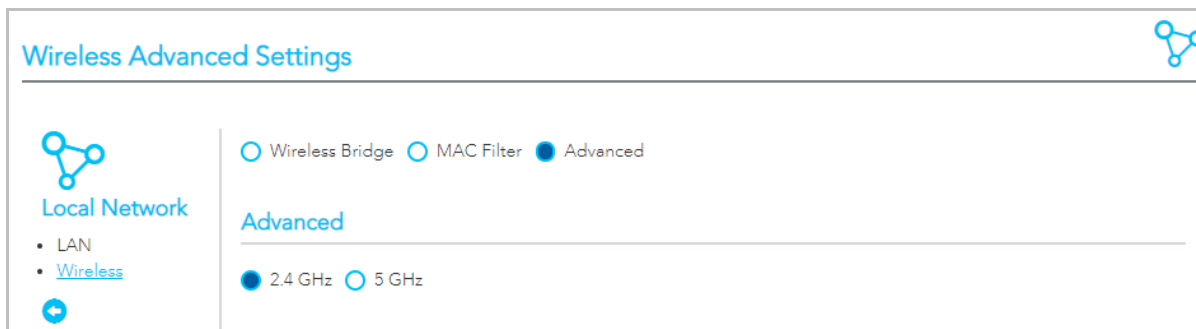 Wireless Advanced Settings
Wireless Bridge MAC Filter Advanced
Local Network
LAN
Wireless
Advanced
2.4 GHz 5 GHz